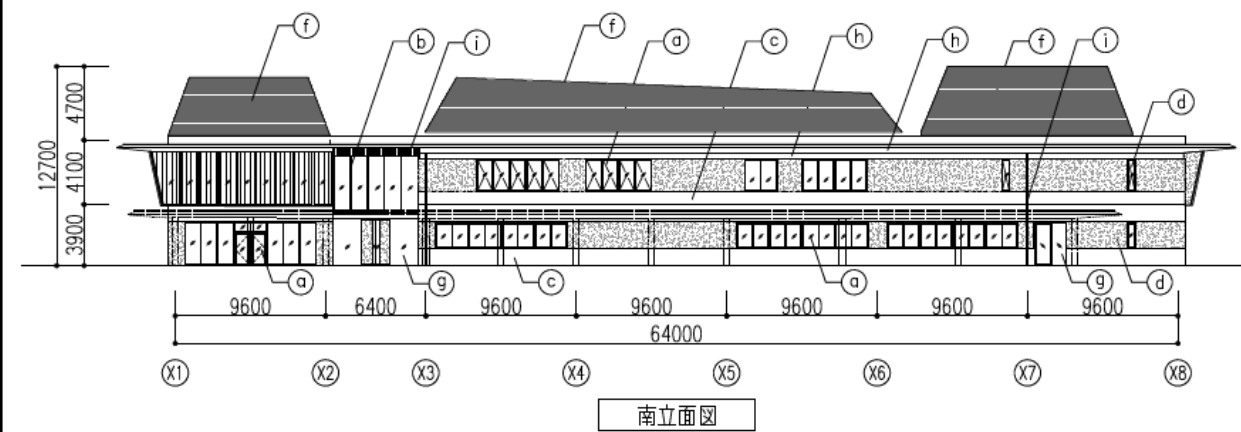 f b i f a c h h f i d
4700
4100
3900
12700
a g c a g d
9600 6400 9600 9600 9600 9600 9600
64000
X1 X2 X3 X4 X5 X6 X7 X8
南立面図